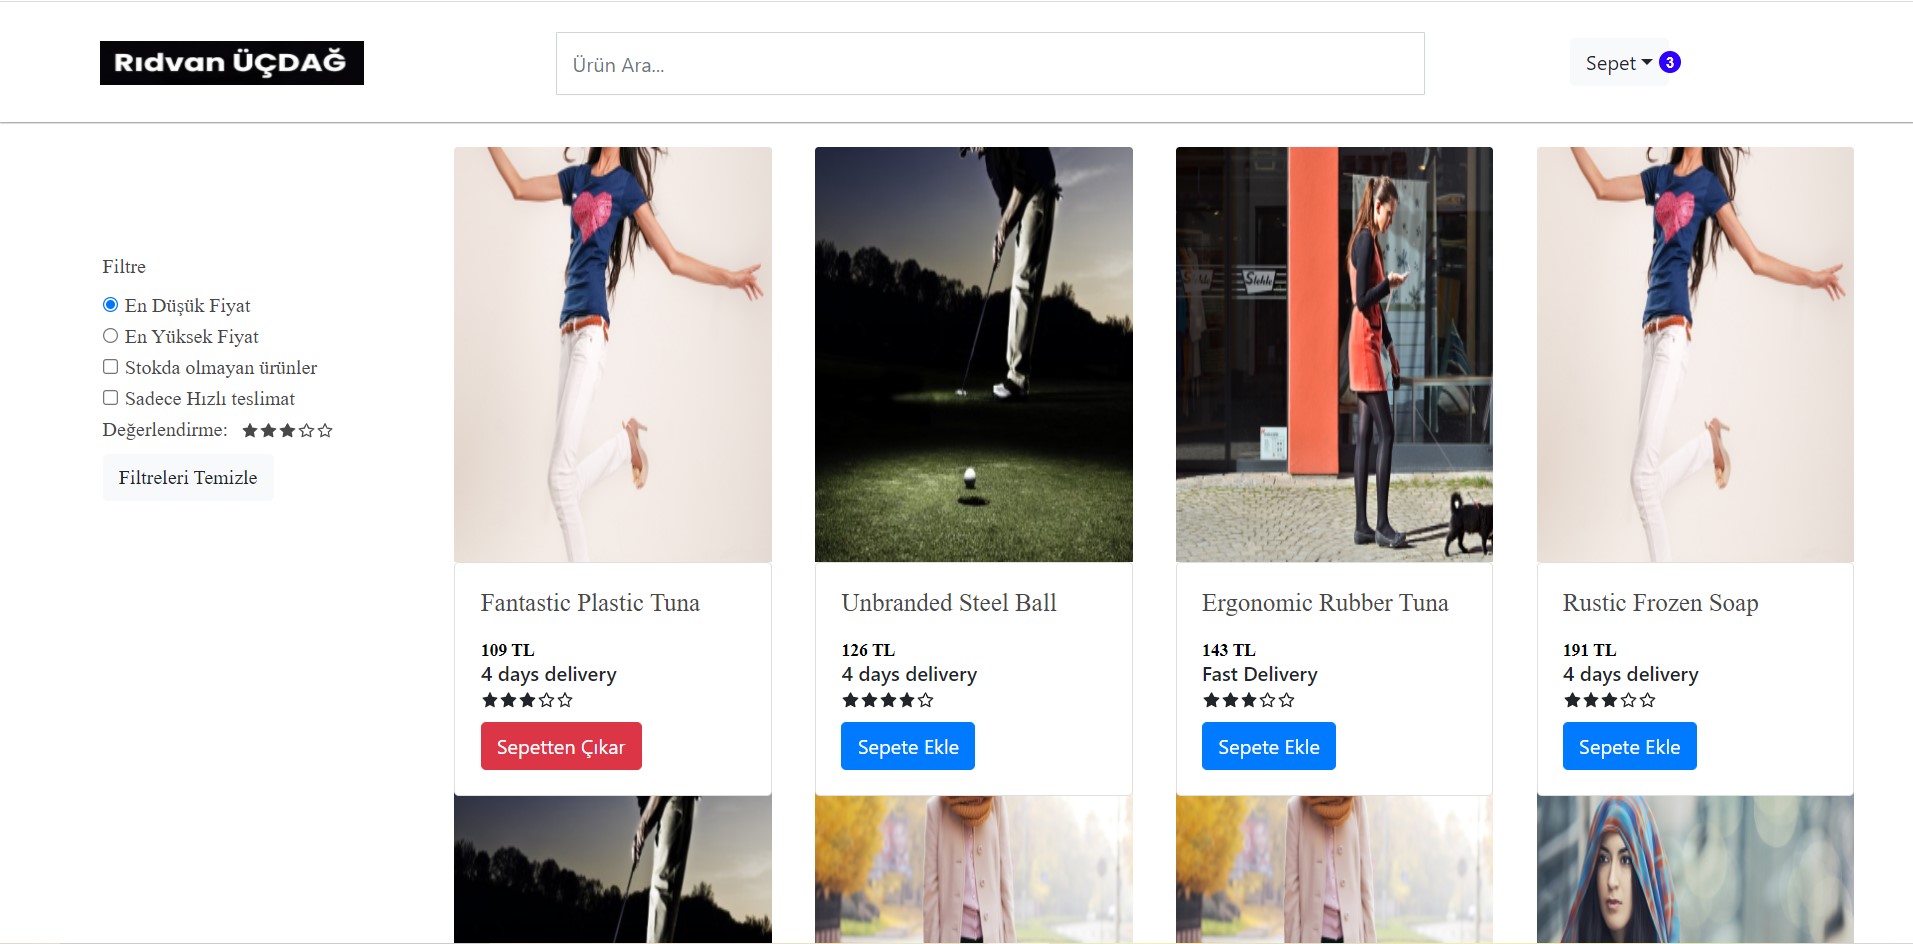 Rıdvan ÜÇDAĞ
Ürün Ara...
Sepet 3
Filtre
En Düşük Fiyat
En Yüksek Fiyat
Stokda olmayan ürünler
Sadece Hızlı teslimat
Değerlendirme:
Filtreleri Temizle
Stehle
Fantastic Plastic Tuna
109 TL
4 days delivery
Sepetten Çıkar
Unbranded Steel Ball
126 TL
4 days delivery
Sepete Ekle
Ergonomic Rubber Tuna
143 TL
Fast Delivery
Sepete Ekle
Rustic Frozen Soap
191 TL
4 days delivery
Sepete Ekle